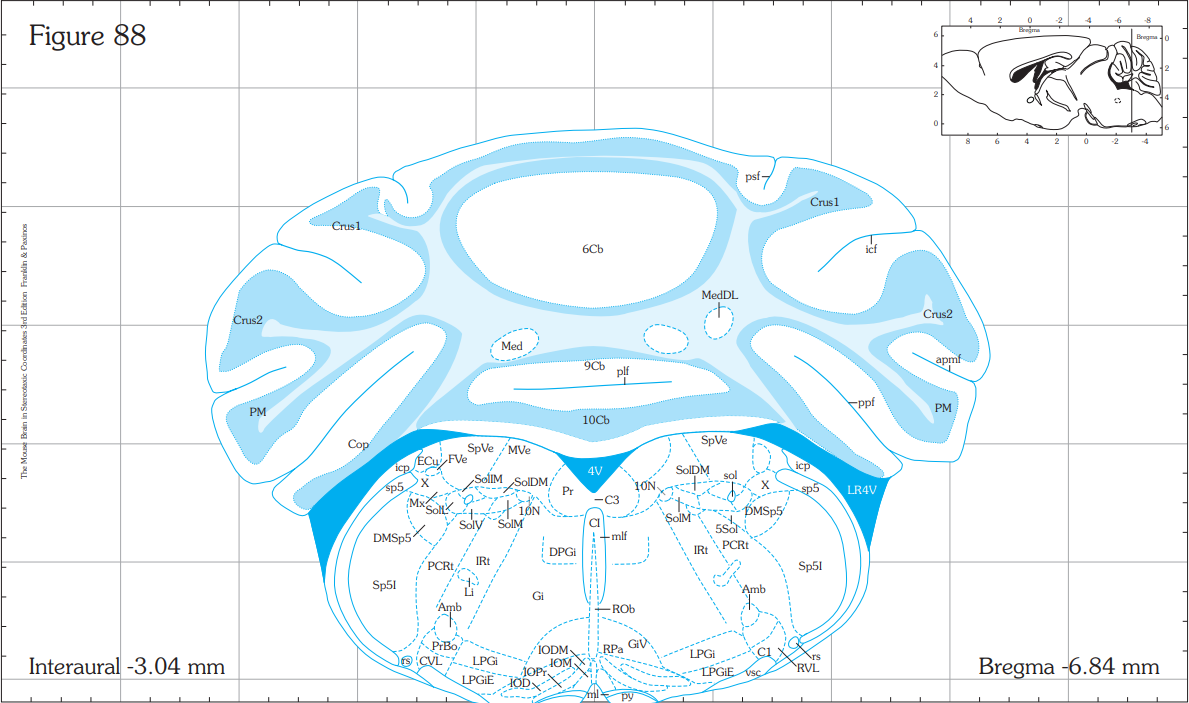 Figure 88
4 2 0 -2 -4 -6 -8
Bregma
Bregma
6
4
2
0
0
2
4
6
8 6 4 2 0 -2 -4
The Mouse Brain in Stereotaxic Coordinates 3rd Edition Franklin & Paxinos
psf
Crus1
Crus1
6Cb
icf
MedDL
Crus2
Crus2
Med
9Cb
plf
apmf
PM
ppf
PM
10Cb
Cop
SpVe
MVe
SpVe
ECu
FVe
icp
4V
icp
X
SolIM
SolDM
SolDM
sol
X
sp5
Pr
10N
sp5
LR4V
Mx
SolL
C3
10N
SolV
SolM
SolM
DMSp5
CI
5Sol
DMSp5
mlf
PCRt
DPGi
IRt
IRt
PCRt
Sp5I
Sp5I
Li
Gi
Amb
Amb
ROb
PrBo
IODM
RPa
GiV
C1
rs
CVL
LPGi
IOM
LPGi
rs
LPGiE
IOPr
LPGiE
vsc
RVL
IOD
ml
py
Interaural -3.04 mm
Bregma -6.84 mm